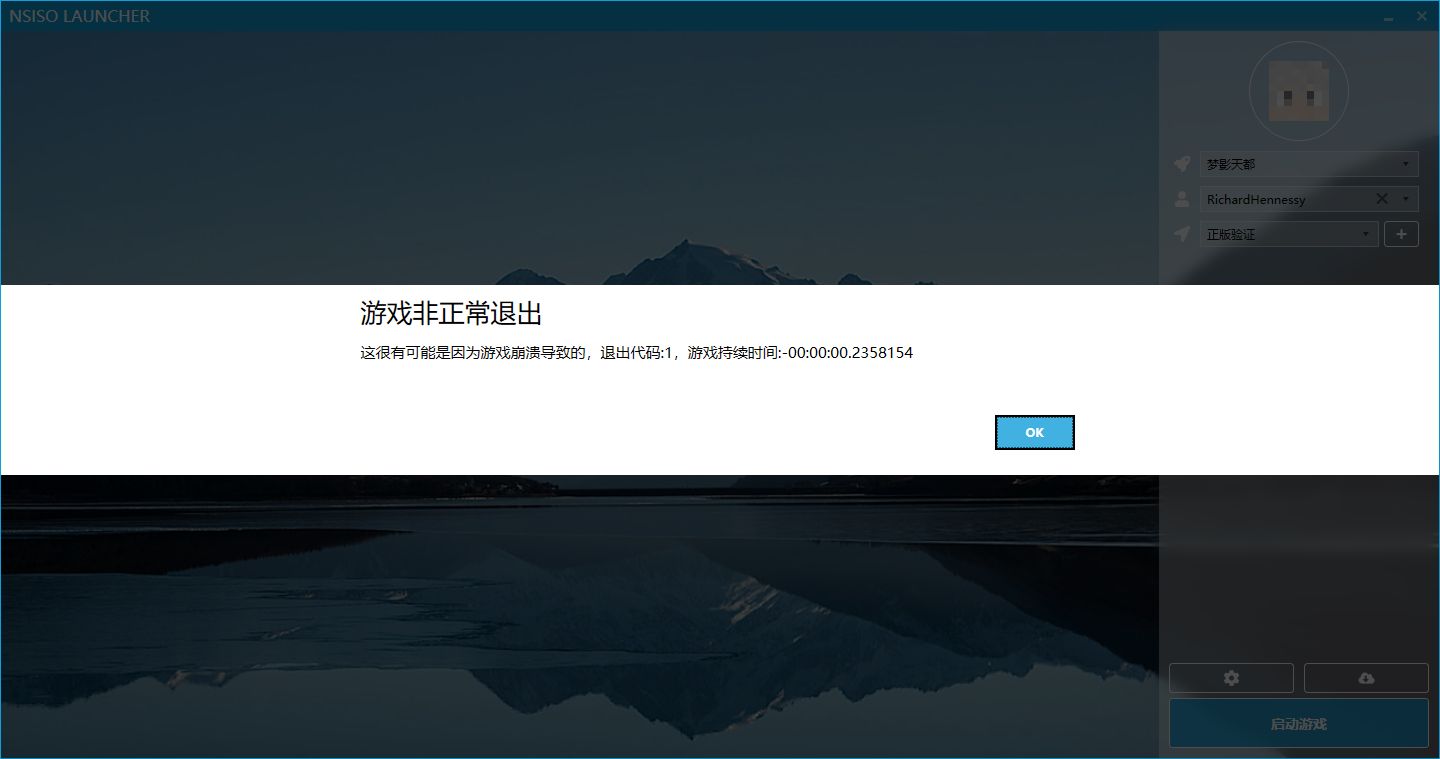 NSISO LAUNCHER
梦影天都
RichardHennessy
正版验证
游戏非正常退出
这很有可能是因为游戏崩溃导致的，退出代码:1，游戏持续时间:-00:00:00.2358154
OK
启动游戏